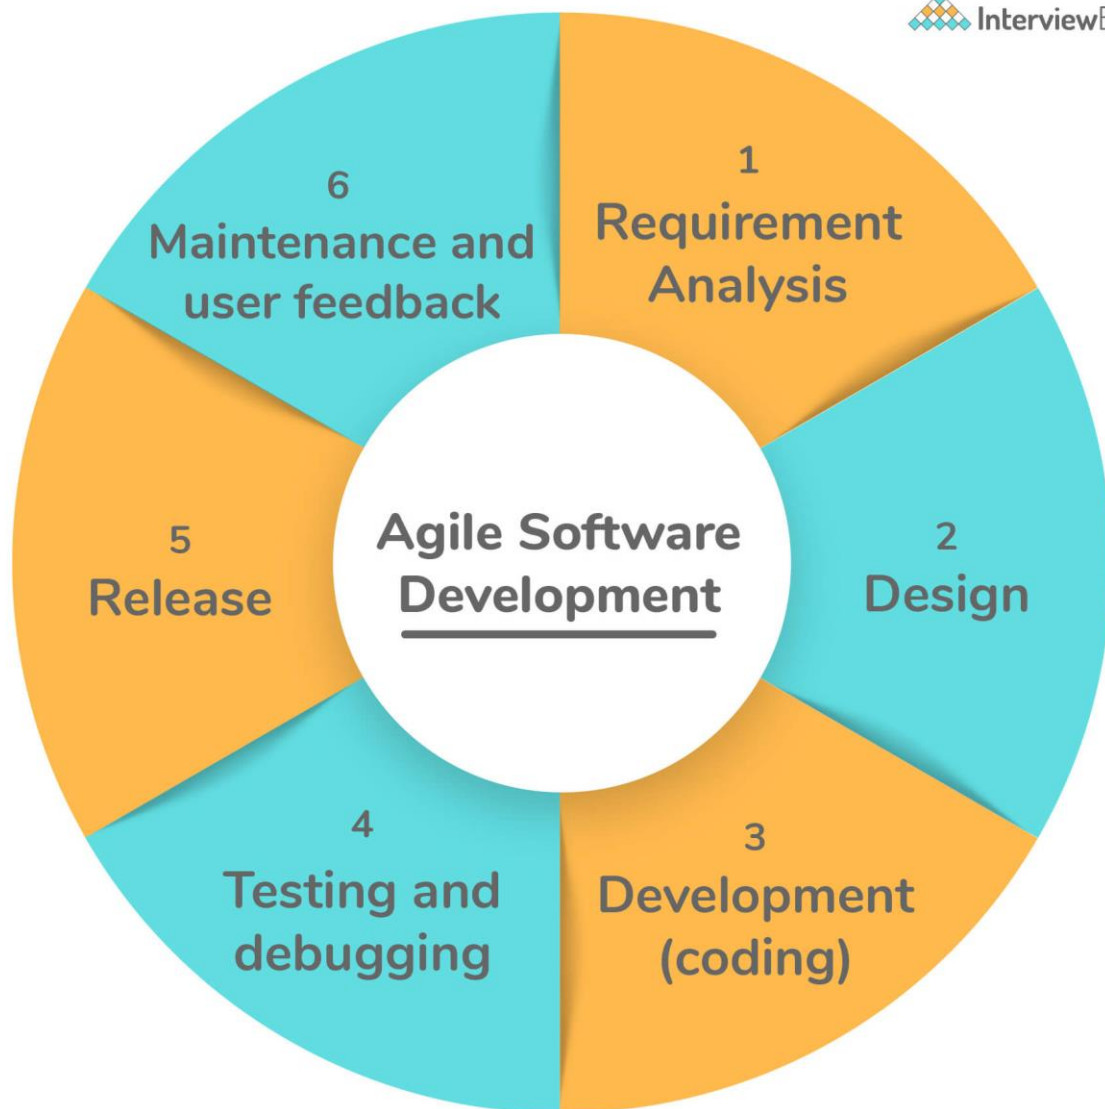 Interview
1
Requirement
Analysis
2
Design
3
Development
(coding)
4
Testing and
debugging
5
Release
6
Maintenance and
user feedback
Agile Software
Development